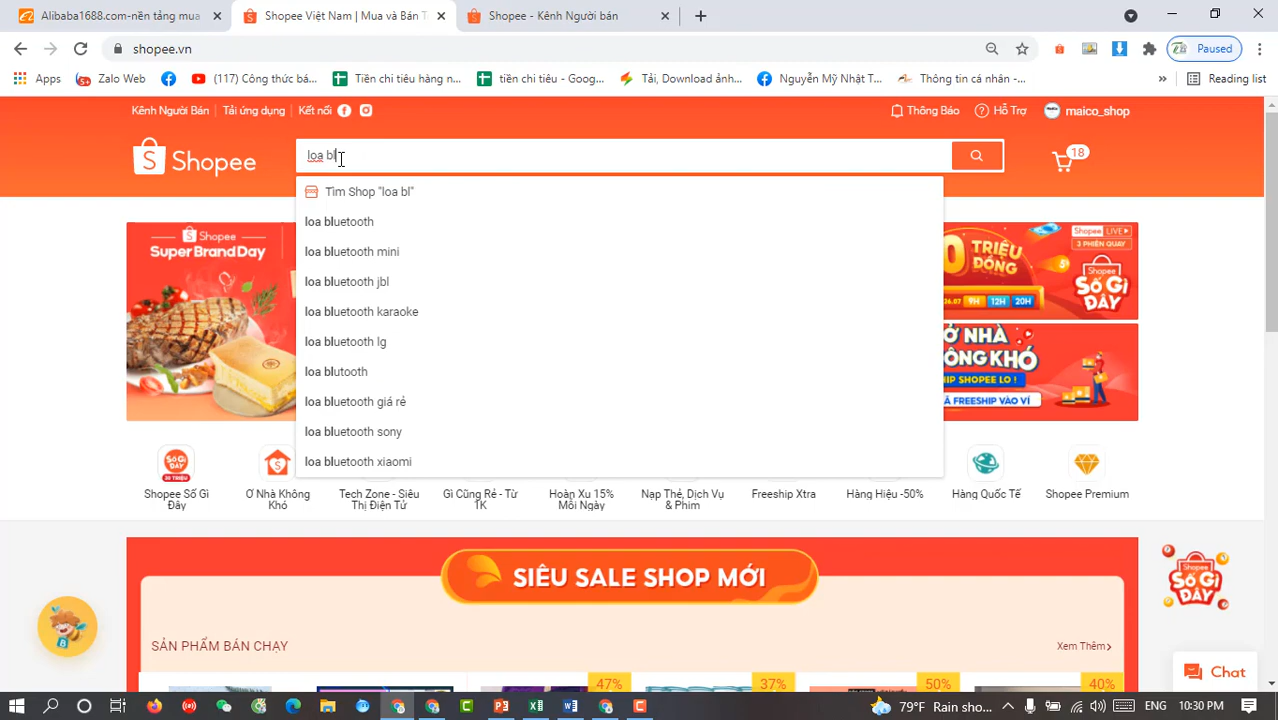 Alibaba1688.com-nền tảng mua
Shopee Việt Nam | Mua và Bán T
Shopee - Kênh Người bán
shopee.vn
Paused
Apps
Zalo Web
(117) Công thức bác...
Tiền chi tiêu hàng n...
tiền chi tiêu - Goog...
Tải, Download ảnh...
Nguyễn Mỹ Nhật T...
Thông tin cá nhân -...
Reading list
Kênh Người Bán
Tải ứng dụng
Kết nối
Thông Báo
Hỗ Trợ
maico_shop
Shopee
loa bl
18
Tìm Shop "loa bl"
loa bluetooth
loa bluetooth mini
loa bluetooth jbl
loa bluetooth karaoke
loa bluetooth lg
loa blutooth
loa bluetooth giá rẻ
loa bluetooth sony
loa bluetooth xiaomi
Shopee
Super Brand Day
0 TRIỆU
ĐỒNG
Shopee LIVE
3 PHIÊN QUAY
6.07 9H 12H 20H
SỐ GÌ
ĐÂY
Ở NHÀ
ÔNG KHÓ
IP SHOPEE LO !
Ã FREESHIP VÀO VÍ
Shopee Số Gì
Đây
Ở Nhà Không
Khó
Tech Zone - Siêu
Thị Điện Tử
Gì Cũng Rẻ - Từ
1K
Hoàn Xu 15%
Mỗi Ngày
Nạp Thẻ, Dịch Vụ
& Phim
Freeship Xtra
Hàng Hiệu -50%
Hàng Quốc Tế
Shopee Premium
SIÊU SALE SHOP MỚI
SỐ GÌ
ĐÂY
SẢN PHẨM BÁN CHẠY
Xem Thêm
47%
37%
50%
40%
Chat
79°F Rain sho...
10:30 PM